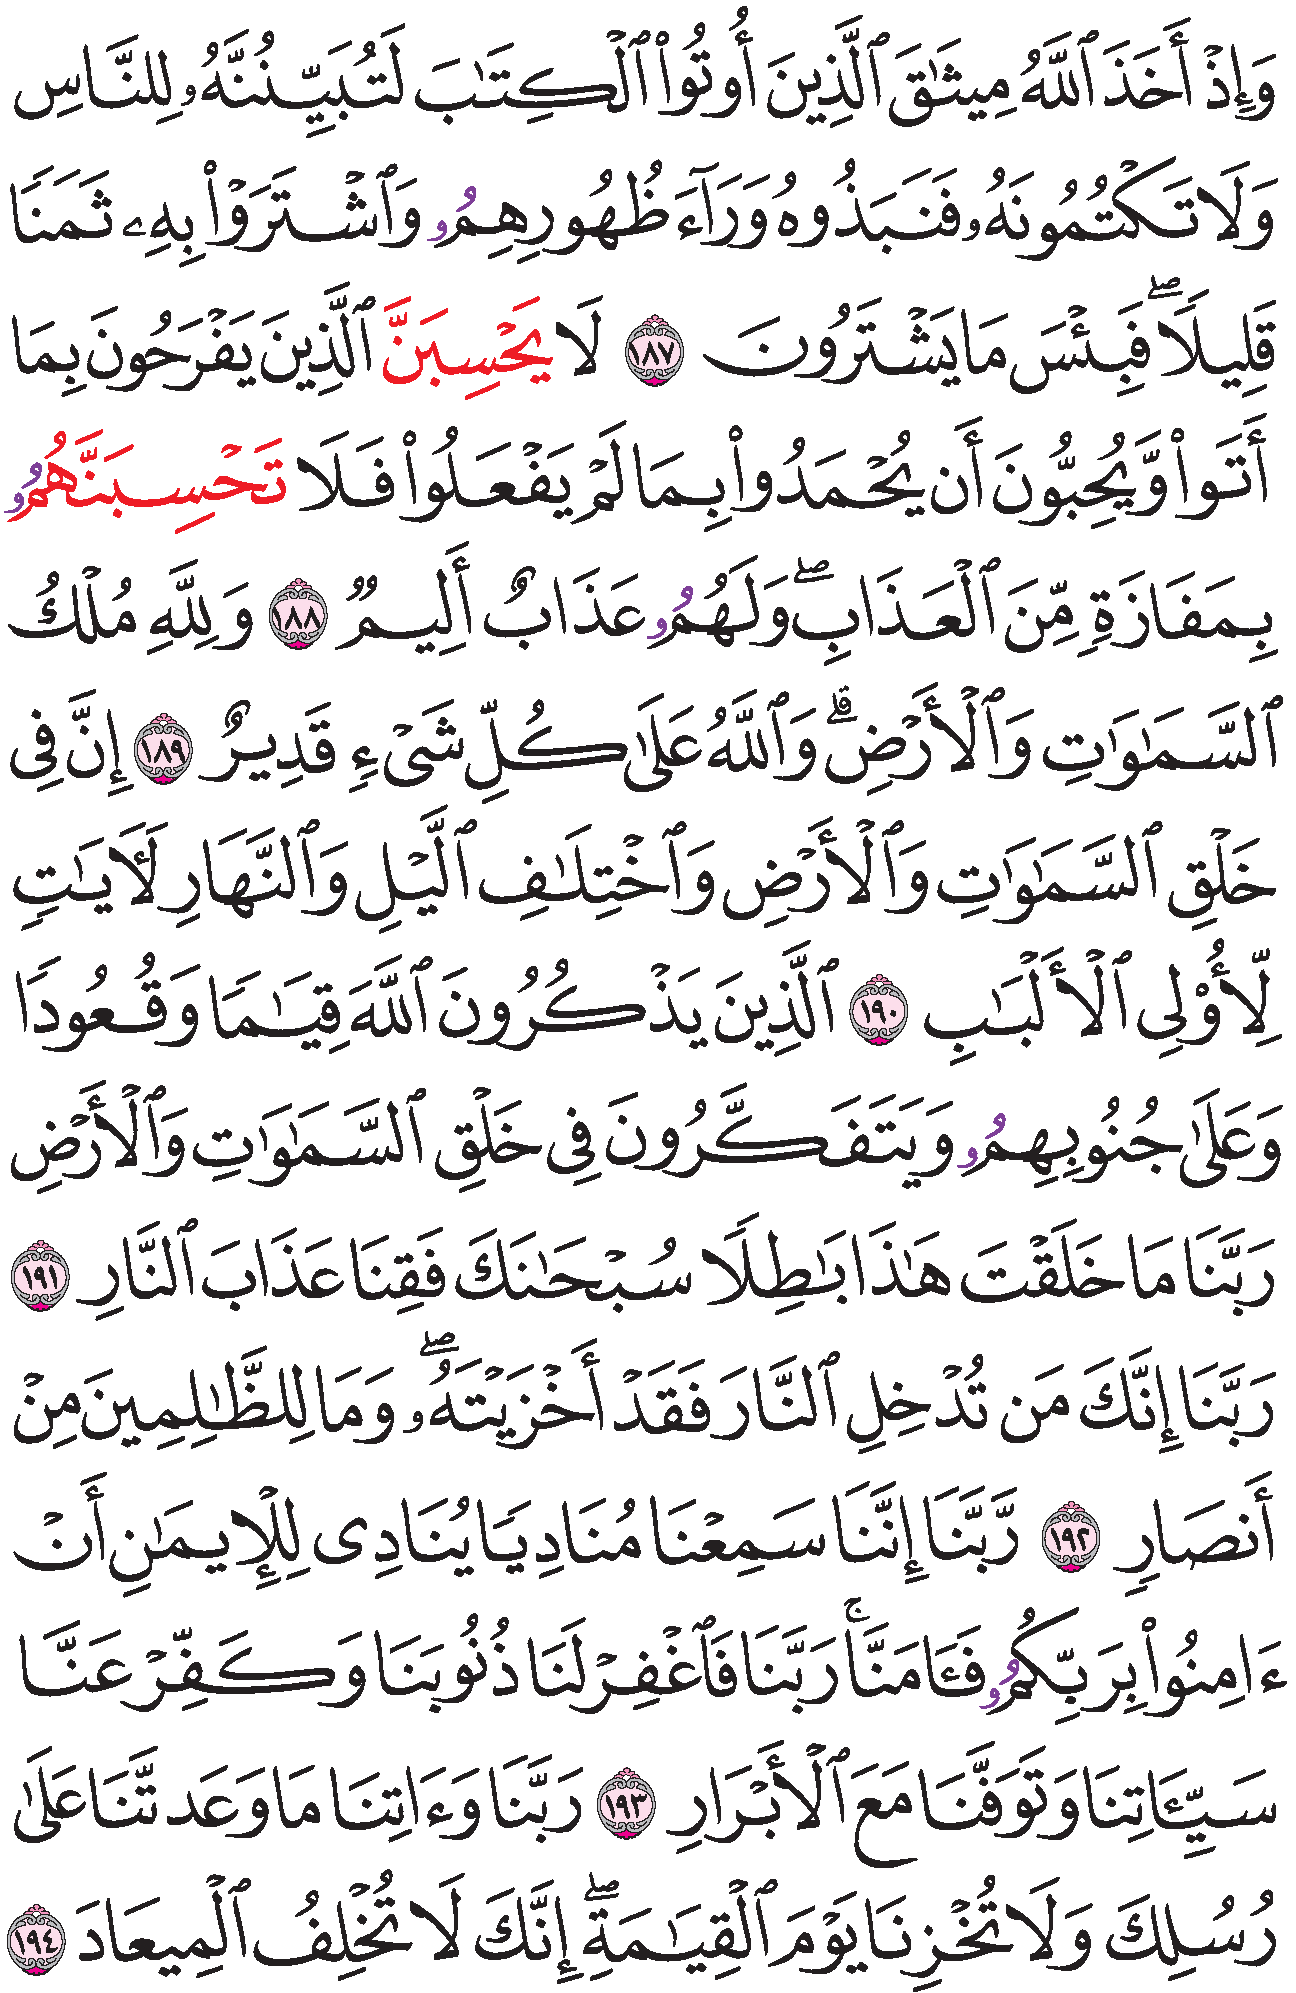 وَإِذۡ أَخَذَ ٱللَّهُ مِيثَٰقَ ٱلَّذِينَ أُوتُواْ ٱلۡكِتَٰبَ لَتُبَيِّنُنَّهُۥ لِلنَّاسِ
وَلَا تَكۡتُمُونَهُۥ فَنَبَذُوهُ وَرَآءَ ظُهُورِهِمُۥ وَٱشۡتَرَوۡاْ بِهِۦ ثَمَنٗا
قَلِيلٗاۖ فَبِئۡسَ مَا يَشۡتَرُونَ ١٨٧ لَا يَحۡسِبَنَّ ٱلَّذِينَ يَفۡرَحُونَ بِمَا
أَتَواْ وَّيُحِبُّونَ أَن يُحۡمَدُواْ بِمَا لَمۡ يَفۡعَلُواْ فَلَا تَحۡسِبَنَّهُمُۥ
بِمَفَازَةٖ مِّنَ ٱلۡعَذَابِۖ وَلَهُمُۥ عَذَابٌ أَلِيمٞ ١٨٨ وَلِلَّهِ مُلۡكُ
ٱلسَّمَٰوَٰتِ وَٱلۡأَرۡضِۗ وَٱللَّهُ عَلَىٰ كُلِّ شَيۡءٖ قَدِيرٌ ١٨٩ إِنَّ فِي
خَلۡقِ ٱلسَّمَٰوَٰتِ وَٱلۡأَرۡضِ وَٱخۡتِلَٰفِ ٱلَّيۡلِ وَٱلنَّهَارِ لَأٓيَٰتٖ
لِّأُوْلِي ٱلۡأَلۡبَٰبِ ١٩٠ ٱلَّذِينَ يَذۡكُرُونَ ٱللَّهَ قِيَٰمٗا وَقُعُودٗا
وَعَلَىٰ جُنُوبِهِمُۥ وَيَتَفَكَّرُونَ فِي خَلۡقِ ٱلسَّمَٰوَٰتِ وَٱلۡأَرۡضِ
رَبَّنَا مَا خَلَقۡتَ هَٰذَا بَٰطِلٗا سُبۡحَٰنَكَ فَقِنَا عَذَابَ ٱلنَّارِ ١٩١
رَبَّنَا إِنَّكَ مَن تُدۡخِلِ ٱلنَّارَ فَقَدۡ أَخۡزَيۡتَهُۥۖ وَمَا لِلظَّٰلِمِينَ مِنۡ
أَنصَارٖ ١٩٢ رَّبَّنَا إِنَّنَا سَمِعۡنَا مُنَادِيٗا يُنَادِي لِلۡإِيمَٰنِ أَنۡ
ءَامِنُواْ بِرَبِّكُمُۥ فَـَٔامَنَّاۚ رَبَّنَا فَٱغۡفِرۡ لَنَا ذُنُوبَنَا وَكَفِّرۡ عَنَّا
سَيِّـَٔاتِنَا وَتَوَفَّنَا مَعَ ٱلۡأَبۡرَارِ ١٩٣ رَبَّنَا وَءَاتِنَا مَا وَعَدتَّنَا عَلَىٰ
رُسُلِكَ وَلَا تُخۡزِنَا يَوۡمَ ٱلۡقِيَٰمَةِۖ إِنَّكَ لَا تُخۡلِفُ ٱلۡمِيعَادَ ١٩٤